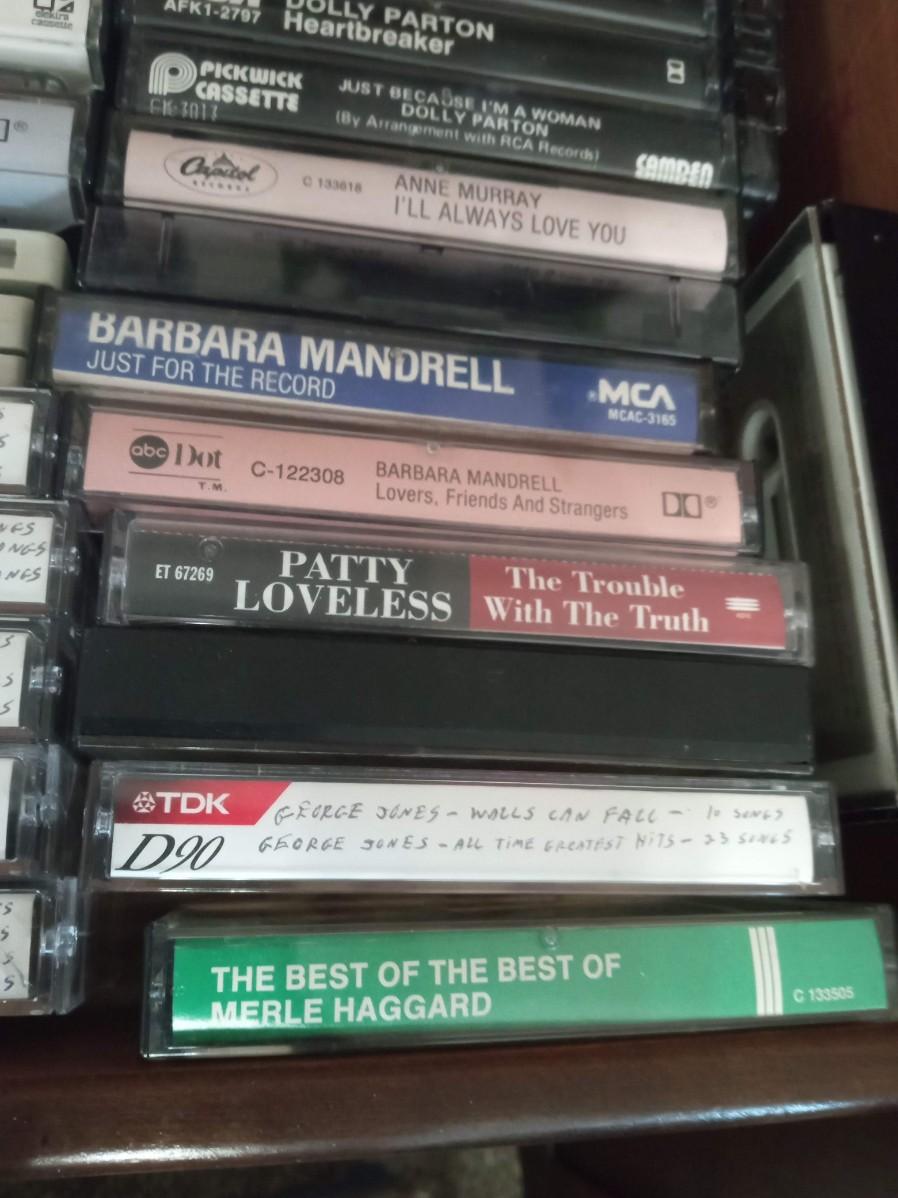 elektra
cassette
AFK1-2797
DOLLY PARTON
Heartbreaker
PICKWICK
CASSETTE
JUST BECAUSE I'M A WOMAN
DOLLY PARTON
(By Arrangement with RCA Records)
CAMDEN
Capitol
RECORDS
C 133618
ANNE MURRAY
I'LL ALWAYS LOVE YOU
BARBARA MANDRELL
JUST FOR THE RECORD
MCA
MCAC-3165
abc Dot
T.M.
C-122308
BARBARA MANDRELL
Lovers, Friends And Strangers
®
ET 67269
PATTY
LOVELESS
The Trouble
With The Truth
TDK
D90
GEORGE JONES - WALLS CAN FALL - 10 SONGS
GEORGE JONES - ALL TIME GREATEST HITS - 33 SONGS
THE BEST OF THE BEST OF
MERLE HAGGARD
C 133505